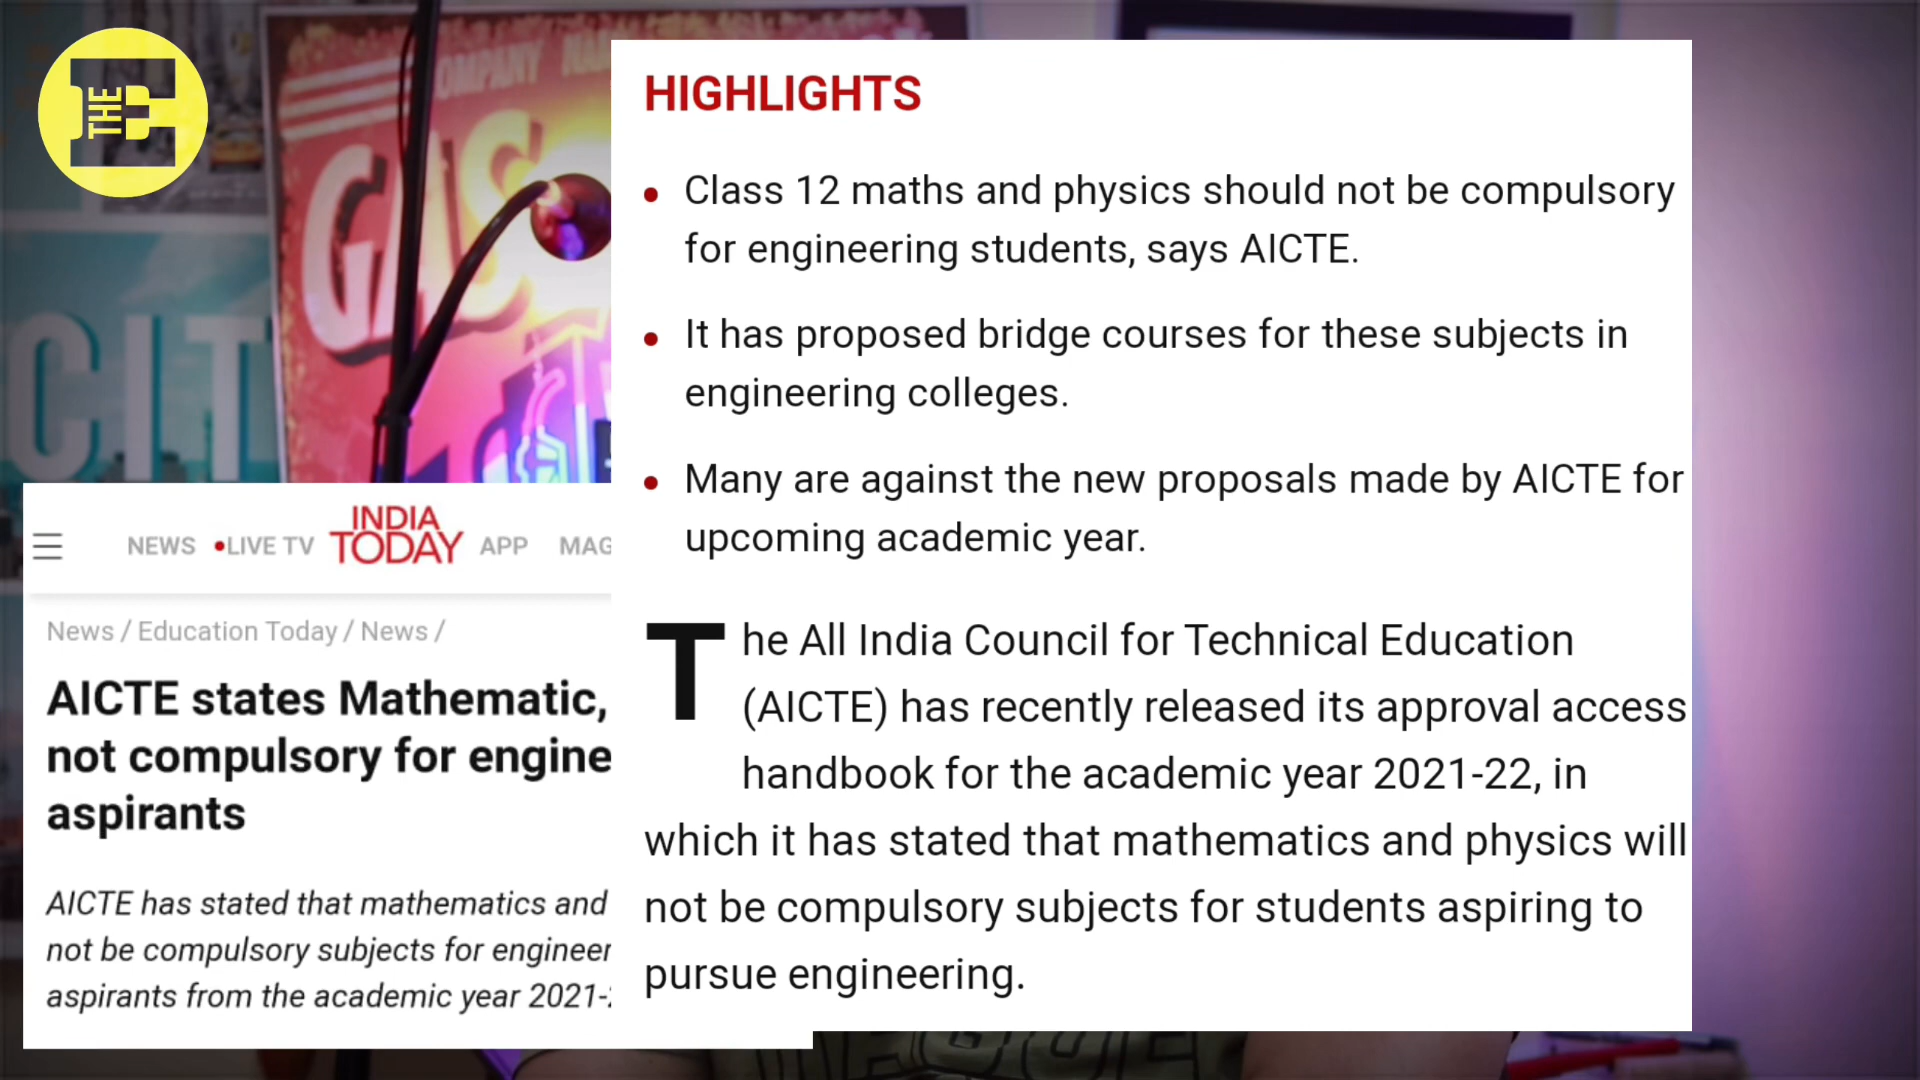 THE
E
COMPANY NAM
GAS
CIT
HIGHLIGHTS
• Class 12 maths and physics should not be compulsory
for engineering students, says AICTE.
• It has proposed bridge courses for these subjects in
engineering colleges.
• Many are against the new proposals made by AICTE for
upcoming academic year.
The All India Council for Technical Education
(AICTE) has recently released its approval access
handbook for the academic year 2021-22, in
which it has stated that mathematics and physics will
not be compulsory subjects for students aspiring to
pursue engineering.
NEWS •LIVE TV INDIA TODAY APP MAG
News / Education Today / News /
AICTE states Mathematic,
not compulsory for engine
aspirants
AICTE has stated that mathematics and
not be compulsory subjects for engineer
aspirants from the academic year 2021-